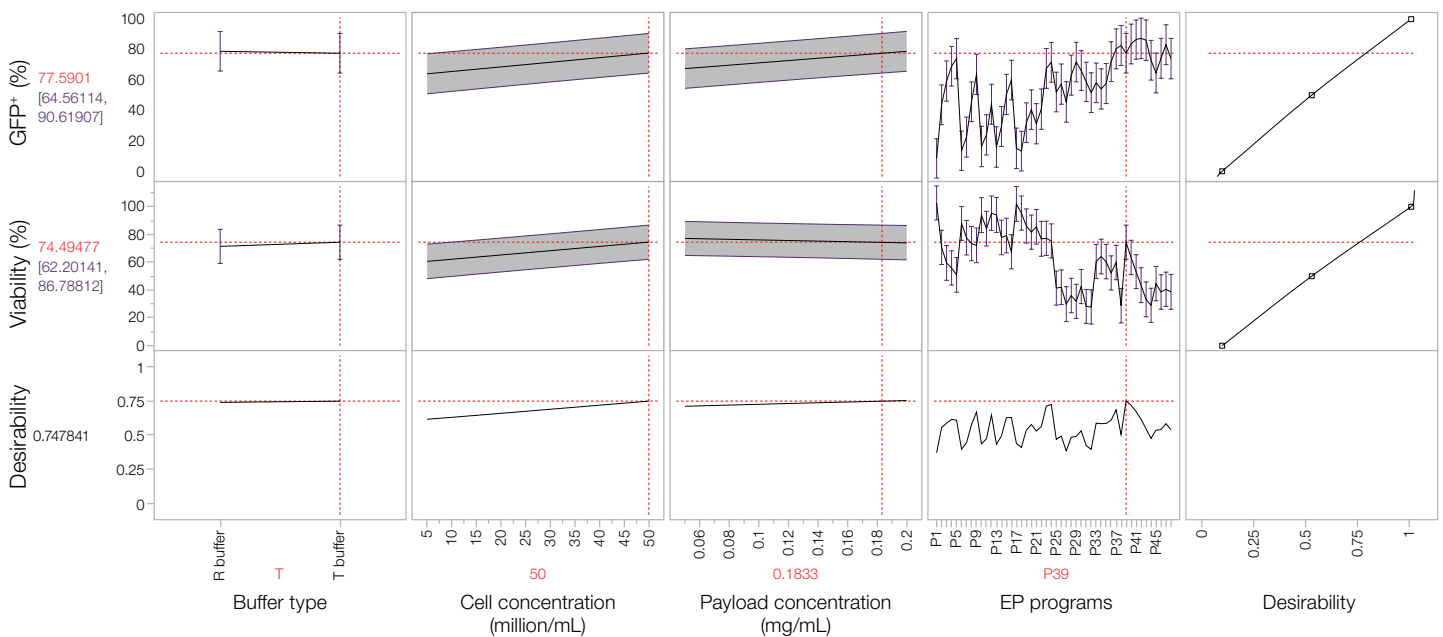 GFP⁺ (%)
77.5901
[64.56114,
90.61907]
100
80
60
40
20
0
Viability (%)
74.49477
[62.20141,
86.78812]
100
80
60
40
20
0
Desirability
0.747841
1
0.75
0.5
0.25
0
R buffer
T buffer
T
Buffer type
5
10
15
20
25
30
35
40
45
50
50
Cell concentration
(million/mL)
0.06
0.08
0.1
0.12
0.14
0.16
0.18
0.2
0.1833
Payload concentration
(mg/mL)
P1
P5
P9
P13
P17
P21
P25
P29
P33
P37
P41
P45
P39
EP programs
0
0.25
0.5
0.75
1
Desirability